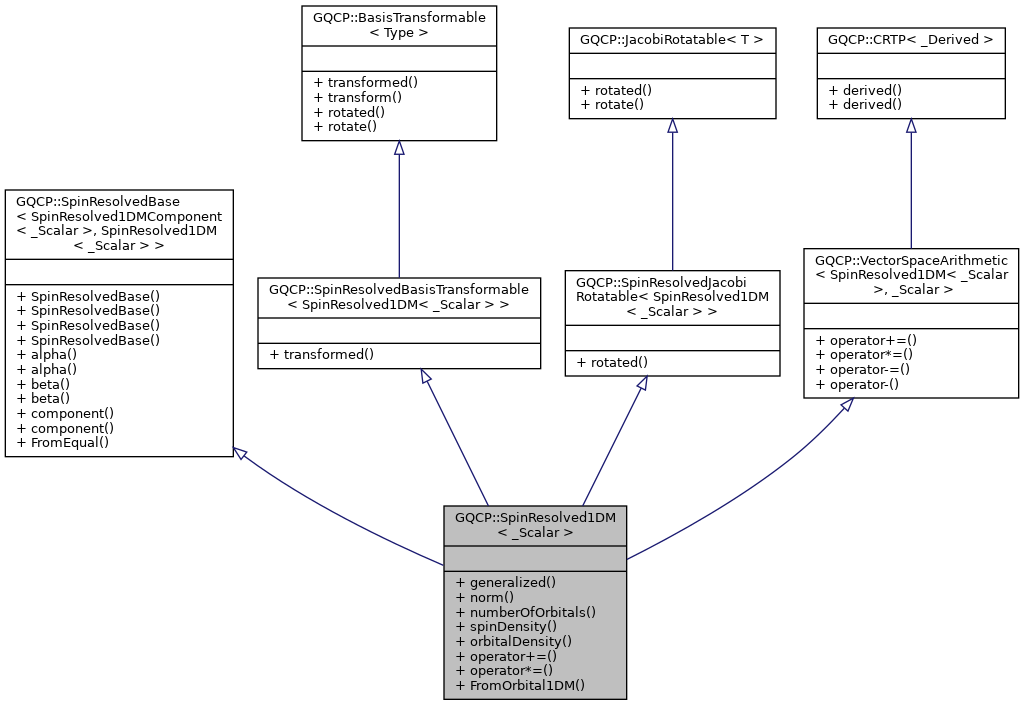 GQCP::BasisTransformable
< Type >
+ transformed()
+ transform()
+ rotated()
+ rotate()
GQCP::JacobiRotatable< T >
+ rotated()
+ rotate()
GQCP::CRTP< _Derived >
+ derived()
+ derived()
GQCP::SpinResolvedBase
< SpinResolved1DMComponent
< _Scalar >, SpinResolved1DM
< _Scalar > >
+ SpinResolvedBase()
+ SpinResolvedBase()
+ SpinResolvedBase()
+ SpinResolvedBase()
+ alpha()
+ alpha()
+ beta()
+ beta()
+ component()
+ component()
+ FromEqual()
GQCP::SpinResolvedBasisTransformable
< SpinResolved1DM< _Scalar > >
+ transformed()
GQCP::SpinResolvedJacobi
Rotatable< SpinResolved1DM
< _Scalar > >
+ rotated()
GQCP::VectorSpaceArithmetic
< SpinResolved1DM< _Scalar
>, _Scalar >
+ operator+=()
+ operator*=()
+ operator-=()
+ operator-()
GQCP::SpinResolved1DM
< _Scalar >
+ generalized()
+ norm()
+ numberOfOrbitals()
+ spinDensity()
+ orbitalDensity()
+ operator+=()
+ operator*=()
+ FromOrbital1DM()